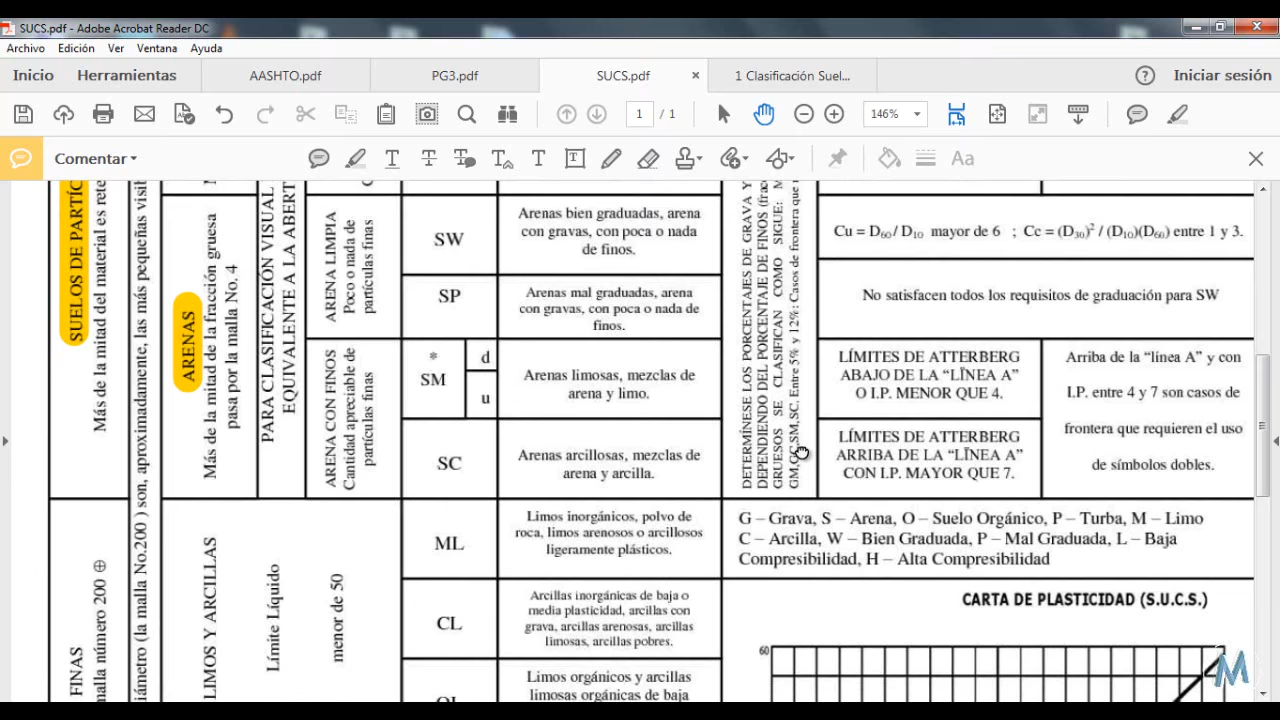 SUCS.pdf - Adobe Acrobat Reader DC
Archivo Edición Ver Ventana Ayuda
Inicio Herramientas AASHTO.pdf PG3.pdf SUCS.pdf × 1 Clasificación Suel... ? Iniciar sesión
1 / 1 146%
Comentar
SUELOS DE PARTÍC
Más de la mitad del material es rete
diámetro (la malla No.200 ) son, aproximadamente, las más pequeñas visib
ARENAS
Más de la mitad de la fracción gruesa
pasa por la malla No. 4
PARA CLASIFICACIÓN VISUAL
EQUIVALENTE A LA ABERT
ARENA LIMPIA
Poco o nada de
partículas finas
SW
Arenas bien graduadas, arena
con gravas, con poca o nada
de finos.
SP
Arenas mal graduadas, arena
con gravas, con poca o nada de
finos.
ARENA CON FINOS
Cantidad apreciable de
partículas finas
*
SM
d
u
Arenas limosas, mezclas de
arena y limo.
SC
Arenas arcillosas, mezclas de
arena y arcilla.
DETERMÍNESE LOS PORCENTAJES DE GRAVA Y
DEPENDIENDO DEL PORCENTAJE DE FINOS (frac
GRUESOS SE CLASIFICAN COMO SIGUE: M
GM,GC,SM,SC. Entre 5% y 12%: Casos de frontera que
Cu = D60 / D10 mayor de 6 ; Cc = (D30)2 / (D10)(D60) entre 1 y 3.
No satisfacen todos los requisitos de graduación para SW
LÍMITES DE ATTERBERG
ABAJO DE LA “LÍNEA A”
O I.P. MENOR QUE 4.
LÍMITES DE ATTERBERG
ARRIBA DE LA “LÍNEA A”
CON I.P. MAYOR QUE 7.
Arriba de la “línea A” y con
I.P. entre 4 y 7 son casos de
frontera que requieren el uso
de símbolos dobles.
FINAS
malla número 200 ⊕
LIMOS Y ARCILLAS
Límite Líquido
menor de 50
ML
Limos inorgánicos, polvo de
roca, limos arenosos o arcillosos
ligeramente plásticos.
CL
Arcillas inorgánicas de baja o
media plasticidad, arcillas con
grava, arcillas arenosas, arcillas
limosas, arcillas pobres.
OL
Limos orgánicos y arcillas
limosas orgánicas de baja
G – Grava, S – Arena, O – Suelo Orgánico, P – Turba, M – Limo
C – Arcilla, W – Bien Graduada, P – Mal Graduada, L – Baja
Compresibilidad, H – Alta Compresibilidad
CARTA DE PLASTICIDAD (S.U.C.S.)
60
M